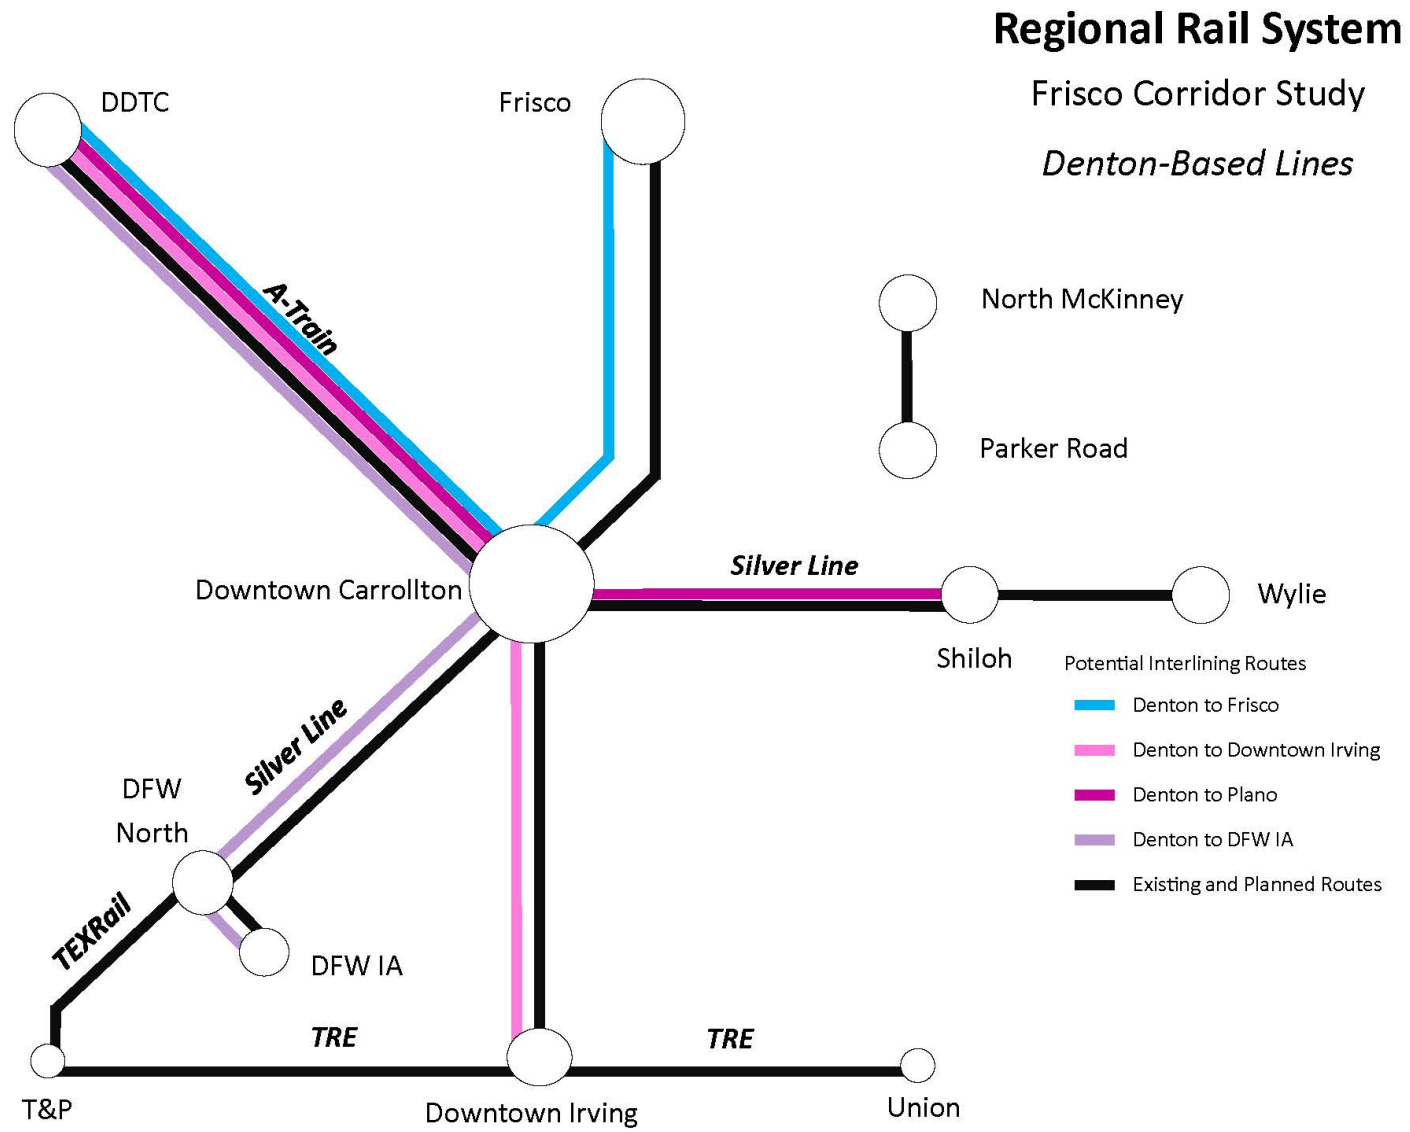 Regional Rail System
Frisco Corridor Study
Denton-Based Lines
DDTC
Frisco
A-Train
North McKinney
Parker Road
Downtown Carrollton
Silver Line
Wylie
Shiloh
Potential Interlining Routes
Denton to Frisco
Denton to Downtown Irving
Denton to Plano
Denton to DFW IA
Existing and Planned Routes
Silver Line
DFW
North
TEXRail
DFW IA
TRE
TRE
T&P
Downtown Irving
Union